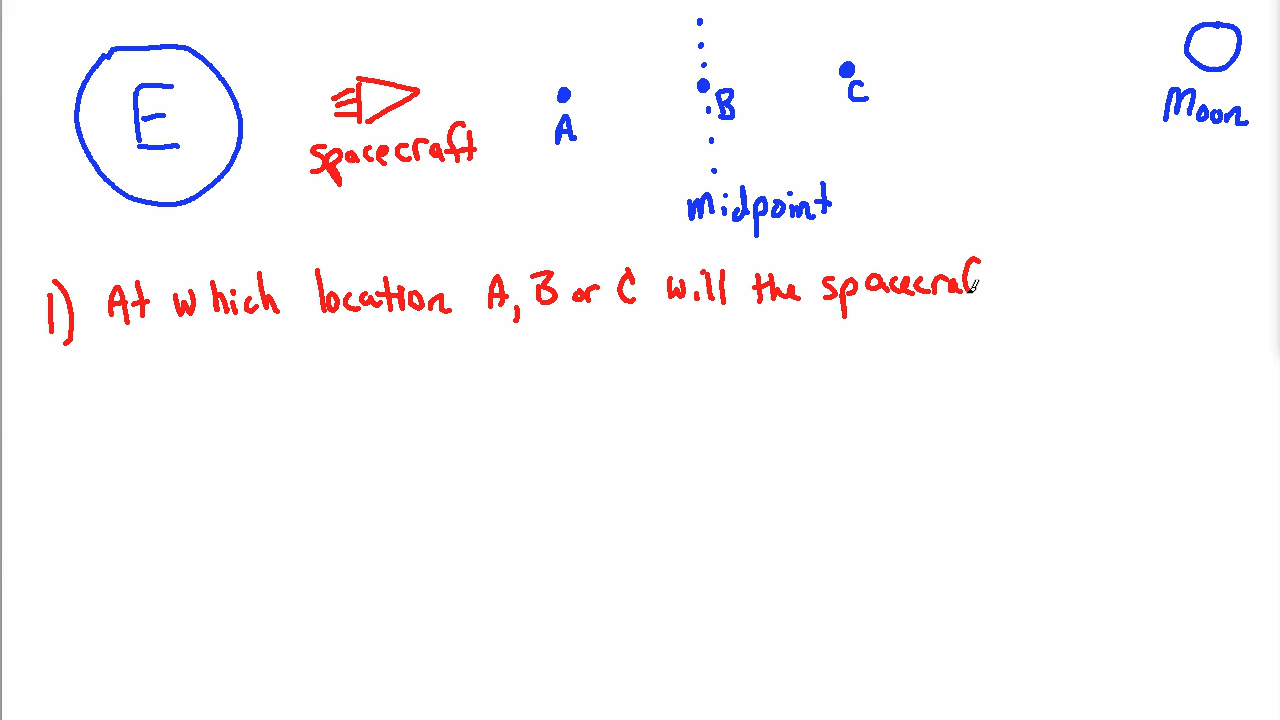 E
spacecraft
A
B
C
Moon
midpoint
1) At which location A, B or C will the spacecraf